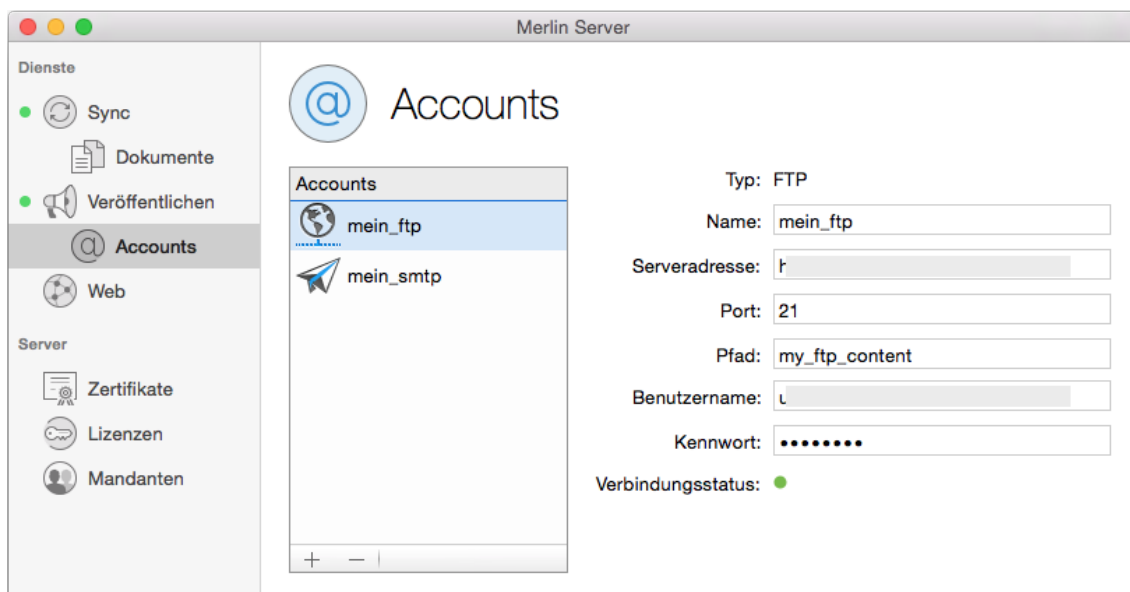 Merlin Server
Dienste
Sync
Dokumente
Veröffentlichen
Accounts
Web
Server
Zertifikate
Lizenzen
Mandanten
Accounts
Accounts
mein_ftp
mein_smtp
Typ: FTP
Name: mein_ftp
Serveradresse:
Port: 21
Pfad: my_ftp_content
Benutzername:
Kennwort: ••••••••
Verbindungsstatus: